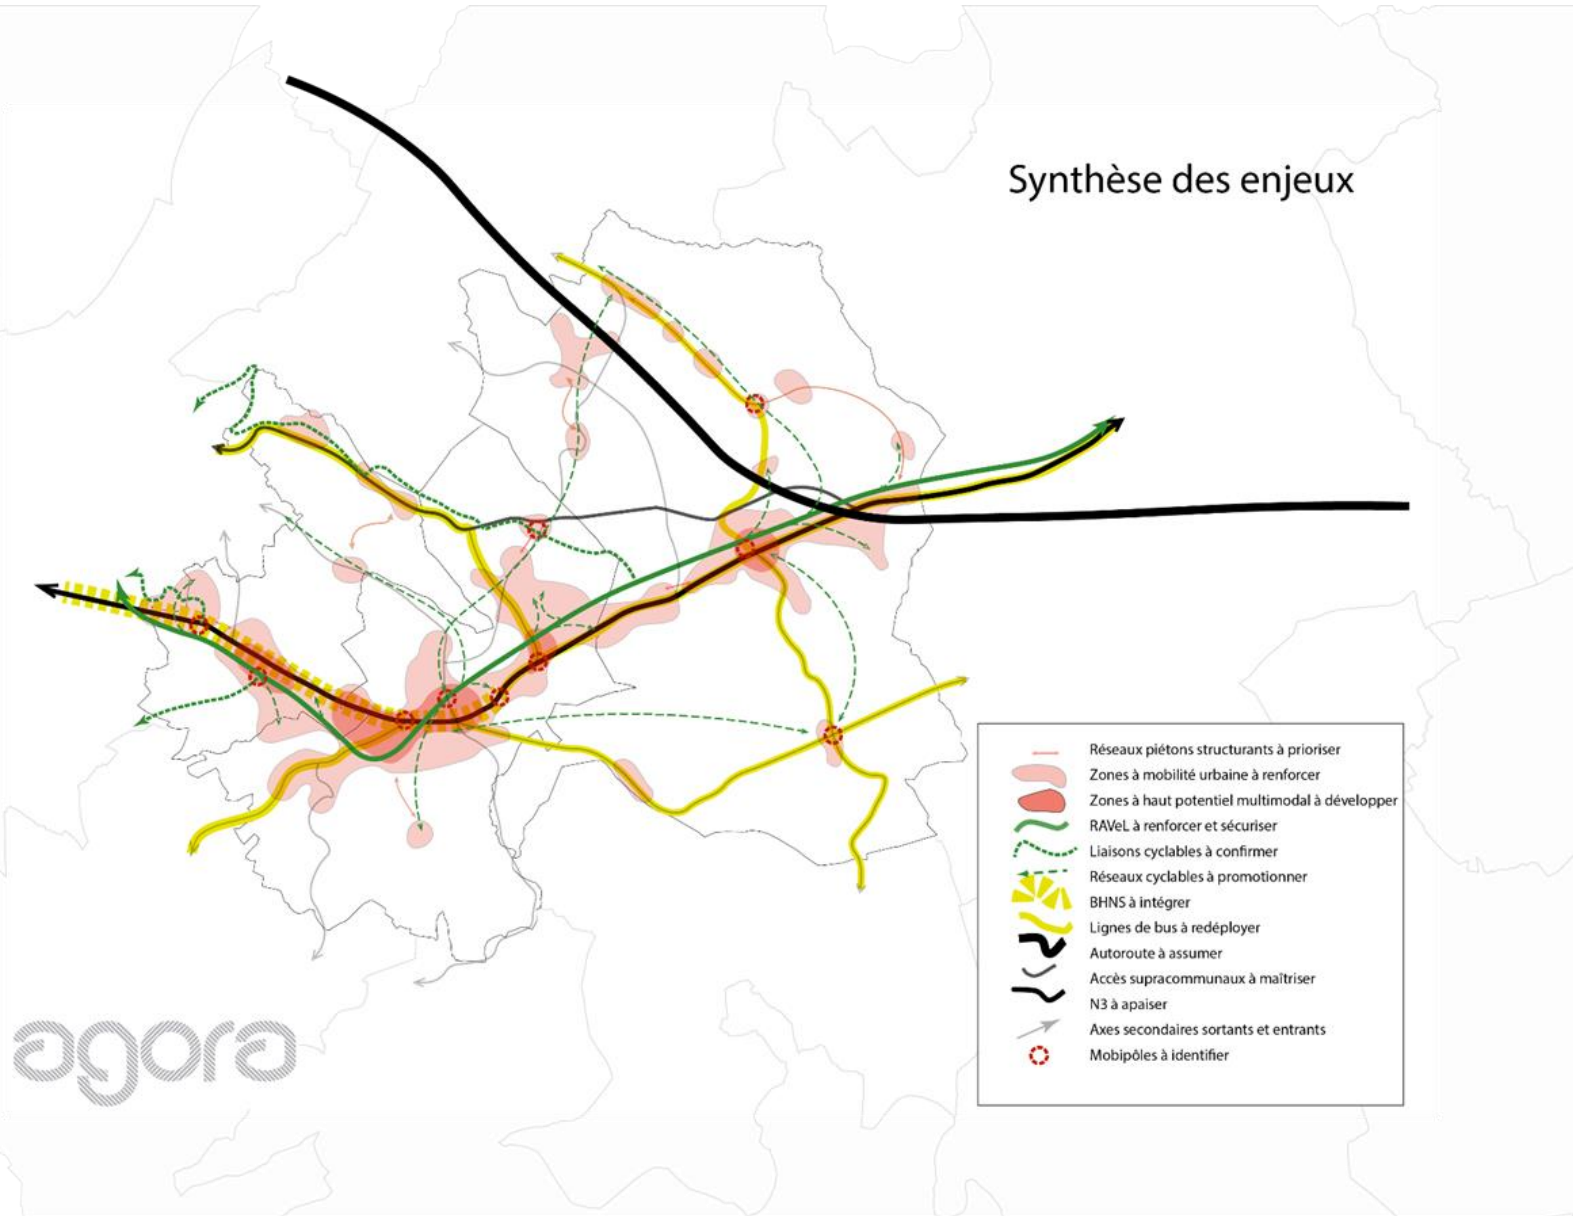 Synthèse des enjeux
Réseaux piétons structurants à prioriser
Zones à mobilité urbaine à renforcer
Zones à haut potentiel multimodal à développer
RAVeL à renforcer et sécuriser
Liaisons cyclables à confirmer
Réseaux cyclables à promotionner
BHNS à intégrer
Lignes de bus à redéployer
Autoroute à assumer
Accès supracommunaux à maîtriser
N3 à apaiser
Axes secondaires sortants et entrants
Mobipôles à identifier
agora